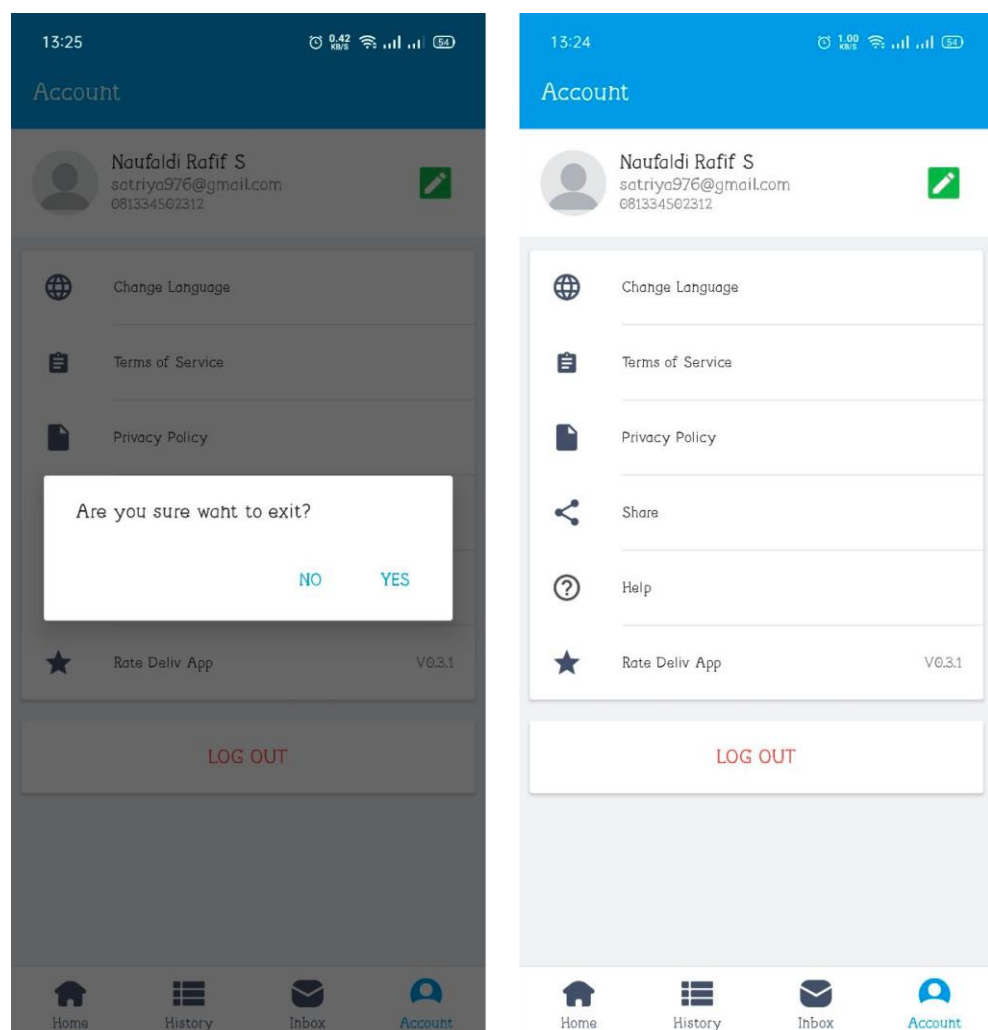 13:25
0.42 KB/S
54
Account
Naufaldi Rafif S
satriya976@gmail.com
081334502312
Change Language
Terms of Service
Privacy Policy
Are you sure want to exit?
NO YES
Rate Deliv App V0.3.1
LOG OUT
Home History Inbox Account
13:24
1.00 KB/S
54
Account
Naufaldi Rafif S
satriya976@gmail.com
081334502312
Change Language
Terms of Service
Privacy Policy
Share
Help
Rate Deliv App V0.3.1
LOG OUT
Home History Inbox Account